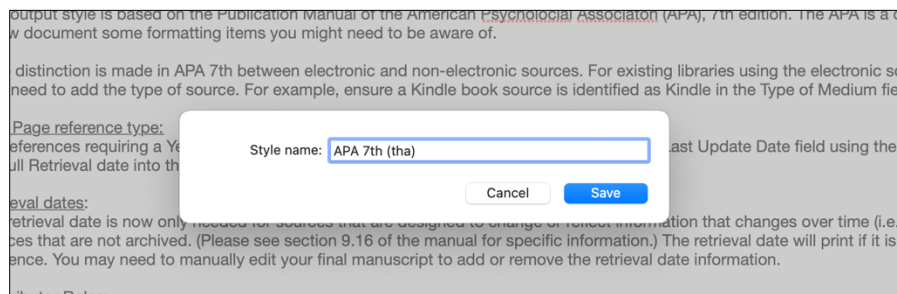 output style is based on the Publication Manual of the American Psycholocial Associaton (APA), 7th edition. The APA is a
w document some formatting items you might need to be aware of.
distinction is made in APA 7th between electronic and non-electronic sources. For existing libraries using the electronic
need to add the type of source. For example, ensure a Kindle book source is identified as Kindle in the Type of Medium
Page reference type:
eferences requiring a Ast Update Date field using the
ull Retrieval date into
Style name: APA 7th (tha)
Cancel Save
eval dates:
retrieval date is now only needed for sources that are designed to change or reflect information that changes over time (i.e.
ces that are not archived. (Please see section 9.16 of the manual for specific information.) The retrieval date will print if it is
ence. You may need to manually edit your final manuscript to add or remove the retrieval date information.